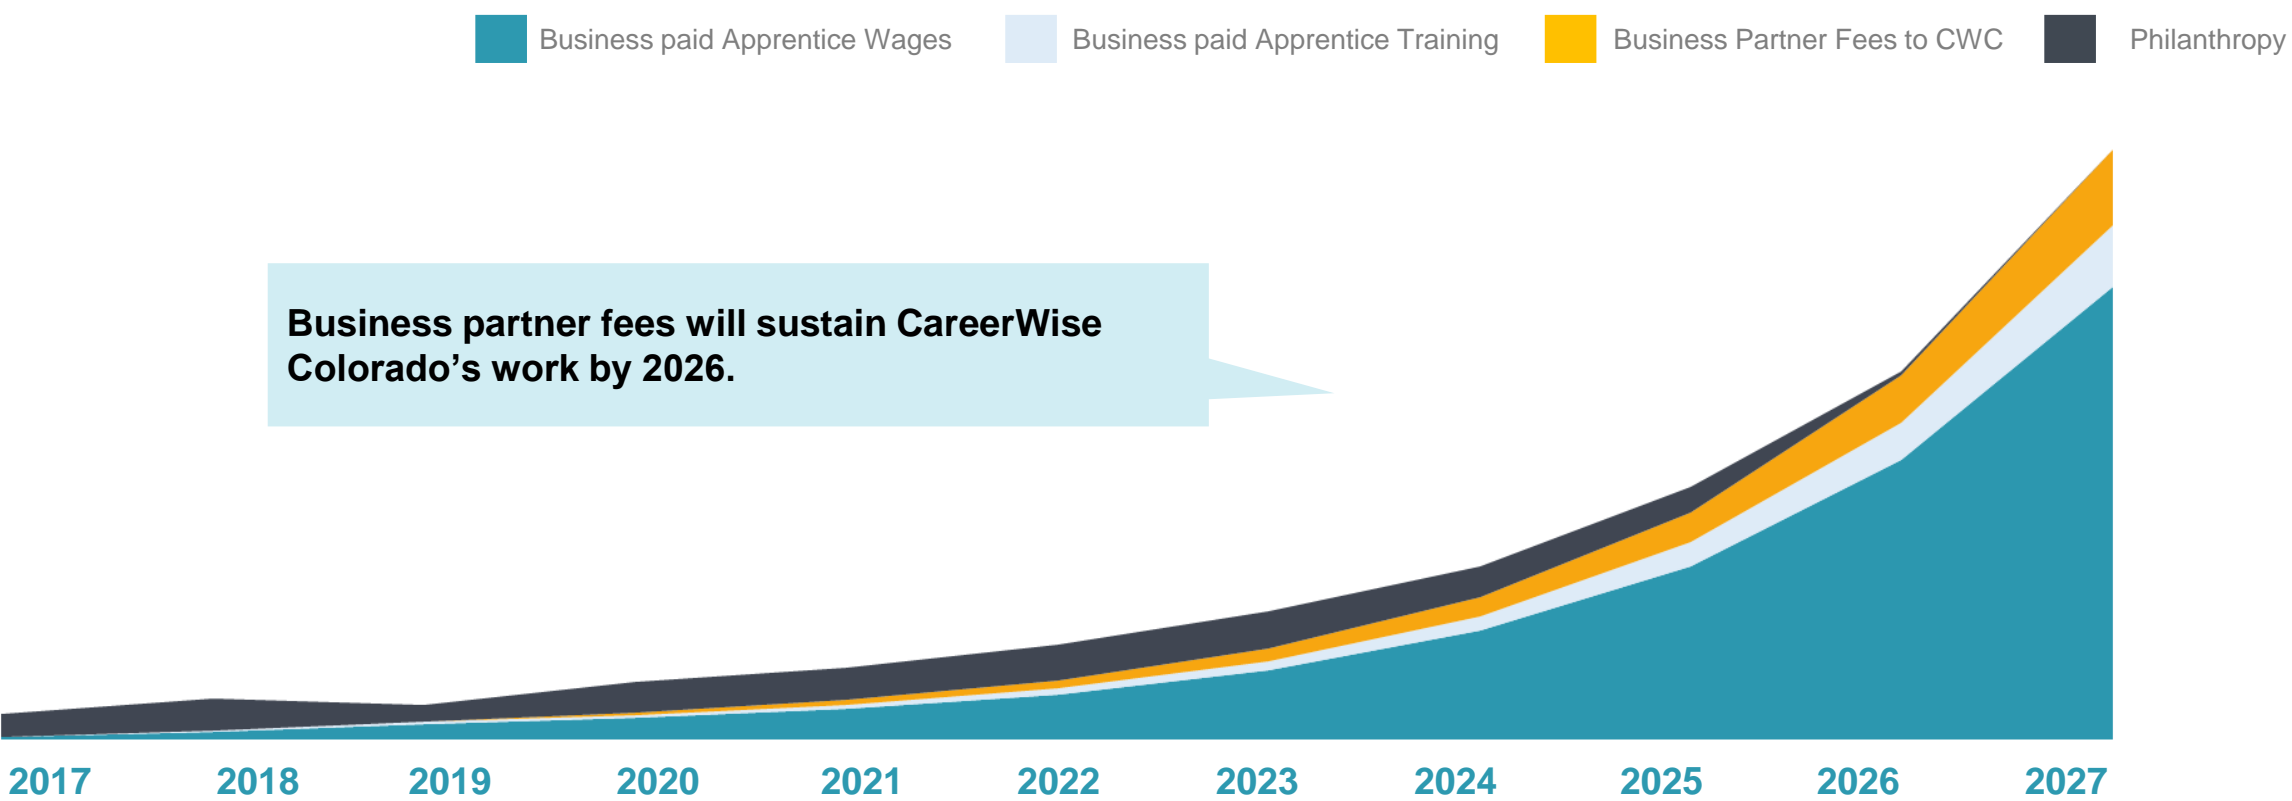 Business paid Apprentice Wages
Business paid Apprentice Training
Business Partner Fees to CWC
Philanthropy
Business partner fees will sustain CareerWise
Colorado’s work by 2026.
2017 2018 2019 2020 2021 2022 2023 2024 2025 2026 2027